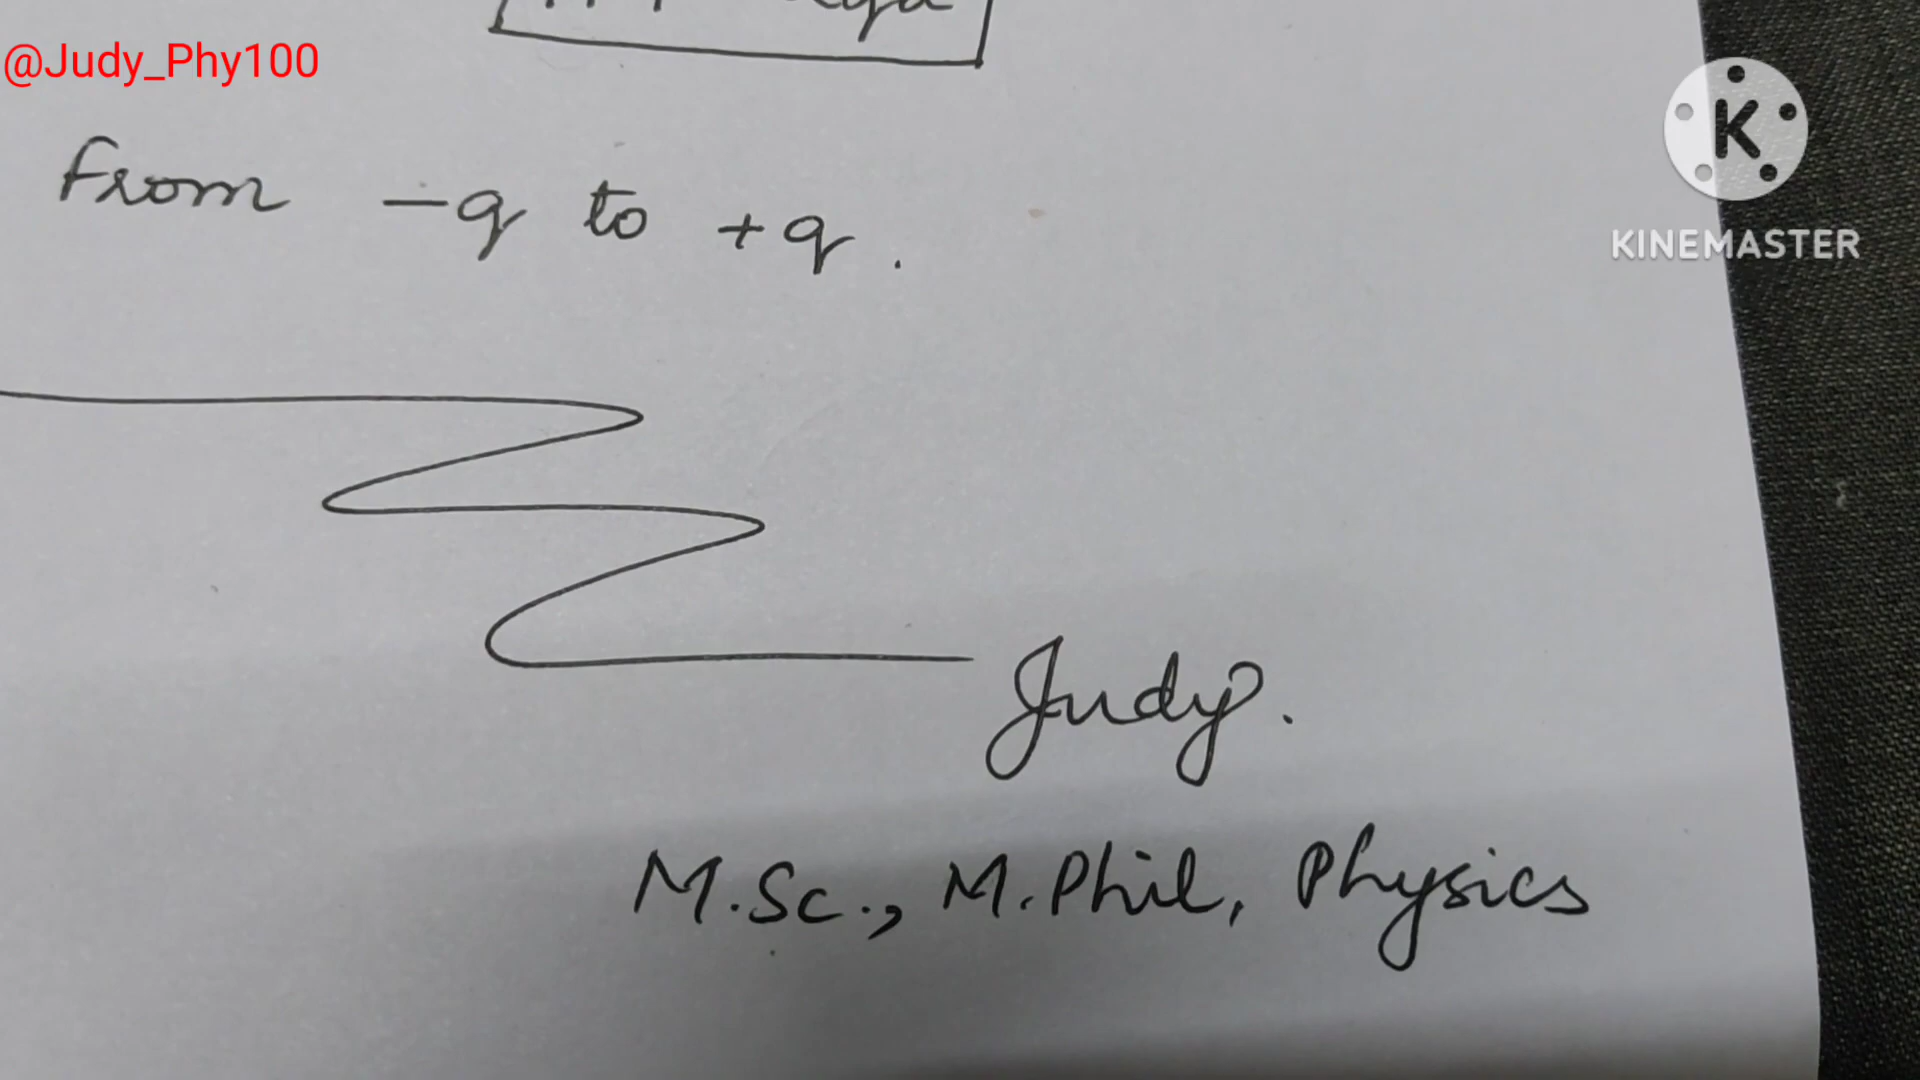 @Judy_Phy100
From -q to +q.
Judy.
M.Sc., M.Phil, Physics
K
KINEMASTER